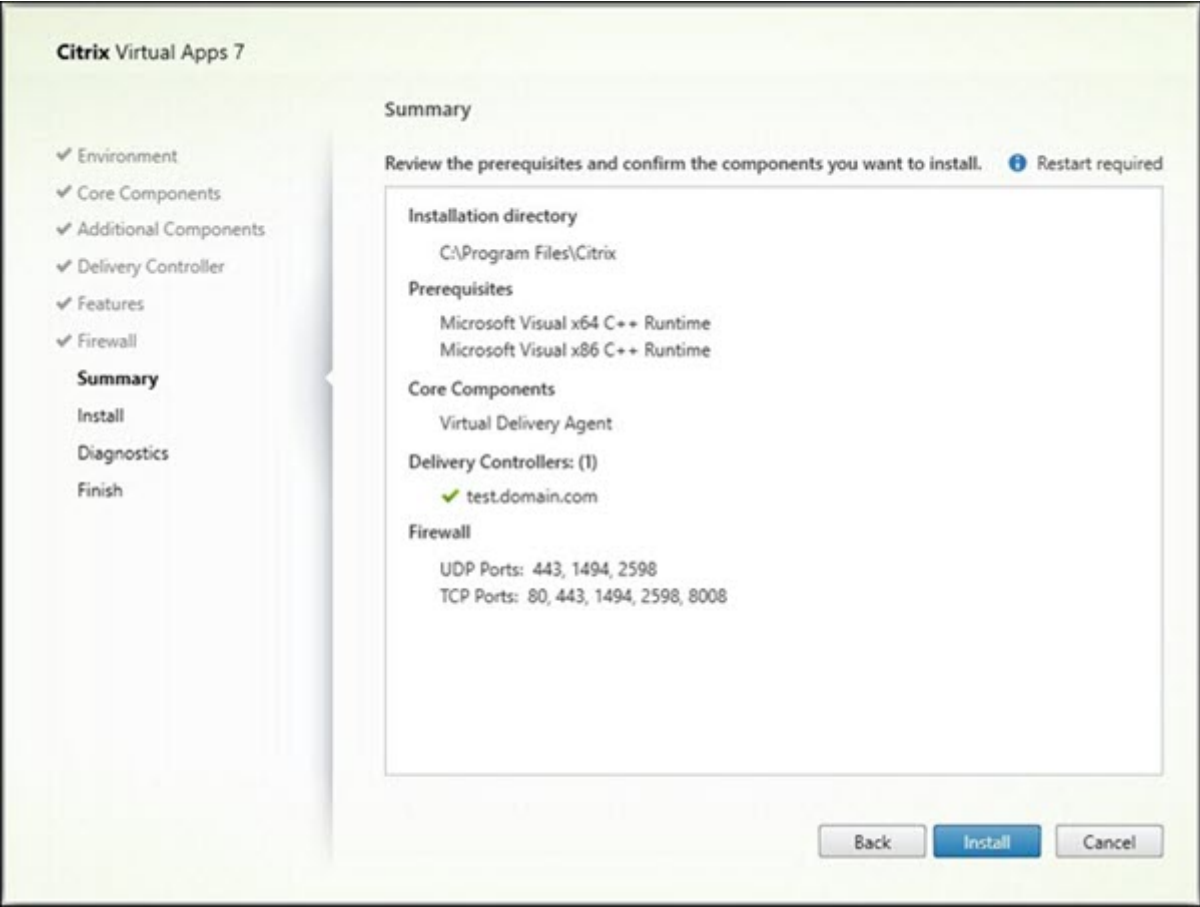 Citrix Virtual Apps 7
Environment
Core Components
Additional Components
Delivery Controller
Features
Firewall
Summary
Install
Diagnostics
Finish
Summary
Review the prerequisites and confirm the components you want to install. Restart required
Installation directory
C:\Program Files\Citrix
Prerequisites
Microsoft Visual x64 C++ Runtime
Microsoft Visual x86 C++ Runtime
Core Components
Virtual Delivery Agent
Delivery Controllers: (1)
test.domain.com
Firewall
UDP Ports: 443, 1494, 2598
TCP Ports: 80, 443, 1494, 2598, 8008
Back Install Cancel